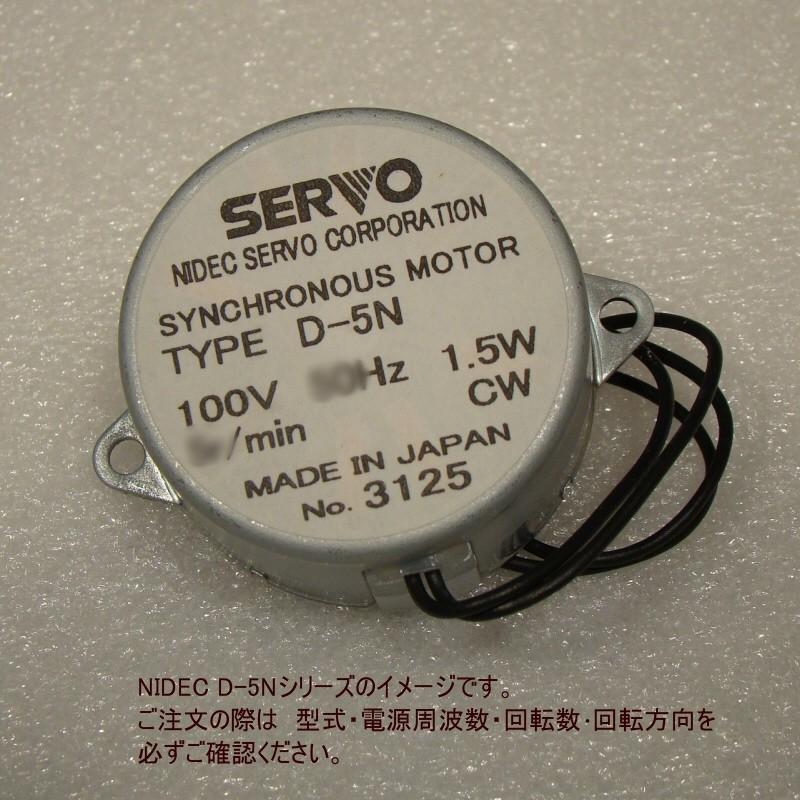 SERVO
NIDEC SERVO CORPORATION
SYNCHRONOUS MOTOR
TYPE D-5N
100V Hz 1.5W
/min CW
MADE IN JAPAN
No. 3125
NIDEC D-5Nシリーズのイメージです。
ご注文の際は 型式・電源周波数・回転数・回転方向を
必ずご確認ください。